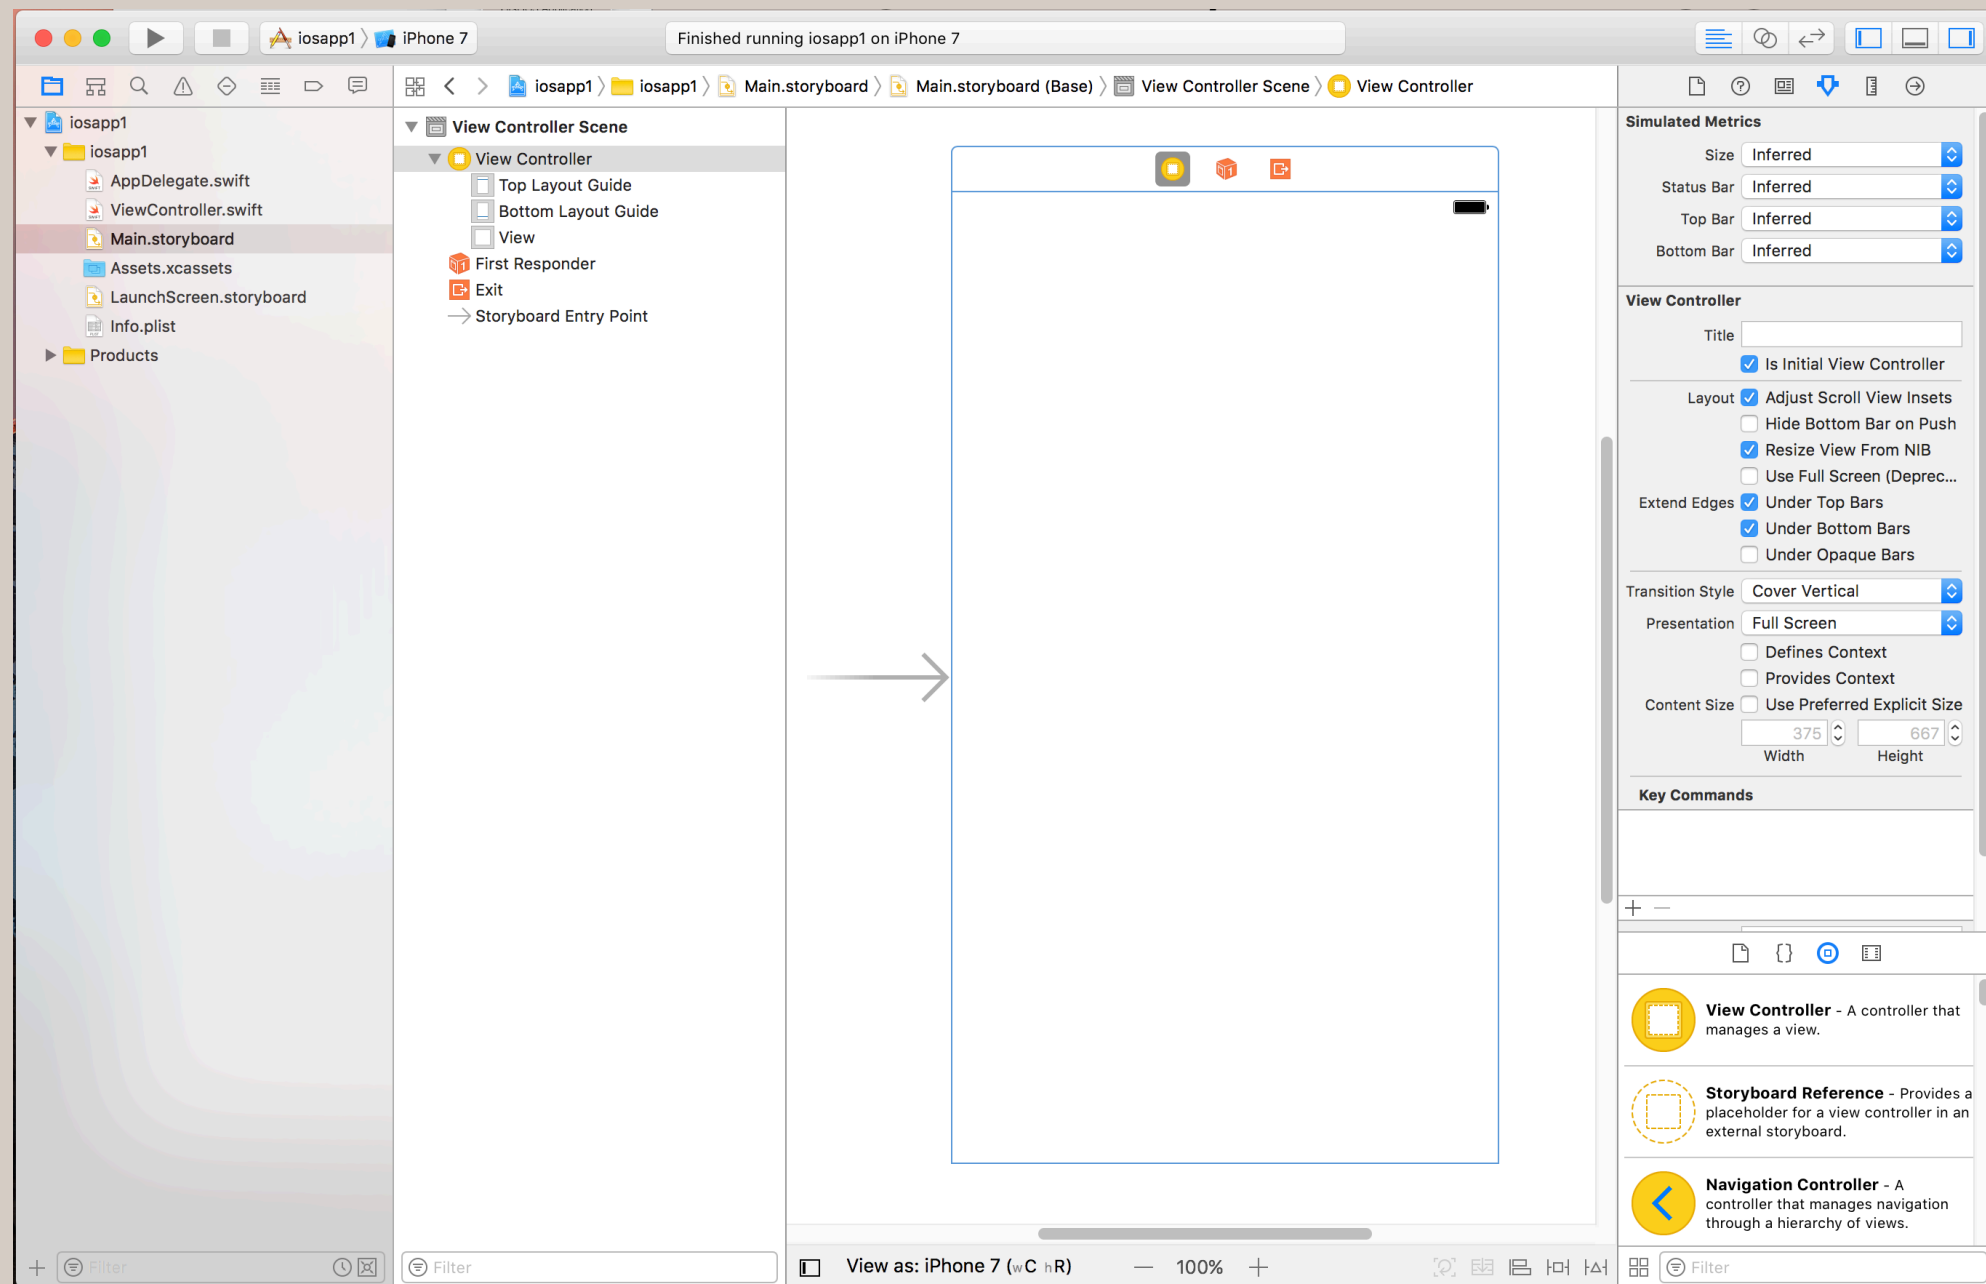 iosapp1 iPhone 7
Finished running iosapp1 on iPhone 7
iosapp1 iosapp1 Main.storyboard Main.storyboard (Base) View Controller Scene View Controller
iosapp1
iosapp1
AppDelegate.swift
ViewController.swift
Main.storyboard
Assets.xcassets
LaunchScreen.storyboard
Info.plist
Products
Filter
View Controller Scene
View Controller
Top Layout Guide
Bottom Layout Guide
View
First Responder
Exit
Storyboard Entry Point
Filter
View as: iPhone 7 (wC hR)
100%
Simulated Metrics
Size Inferred
Status Bar Inferred
Top Bar Inferred
Bottom Bar Inferred
View Controller
Title
Is Initial View Controller
Layout Adjust Scroll View Insets
Hide Bottom Bar on Push
Resize View From NIB
Use Full Screen (Deprec...
Extend Edges Under Top Bars
Under Bottom Bars
Under Opaque Bars
Transition Style Cover Vertical
Presentation Full Screen
Defines Context
Provides Context
Content Size Use Preferred Explicit Size
375 667
Width Height
Key Commands
View Controller - A controller that
manages a view.
Storyboard Reference - Provides a
placeholder for a view controller in an
external storyboard.
Navigation Controller - A
controller that manages navigation
through a hierarchy of views.
Filter